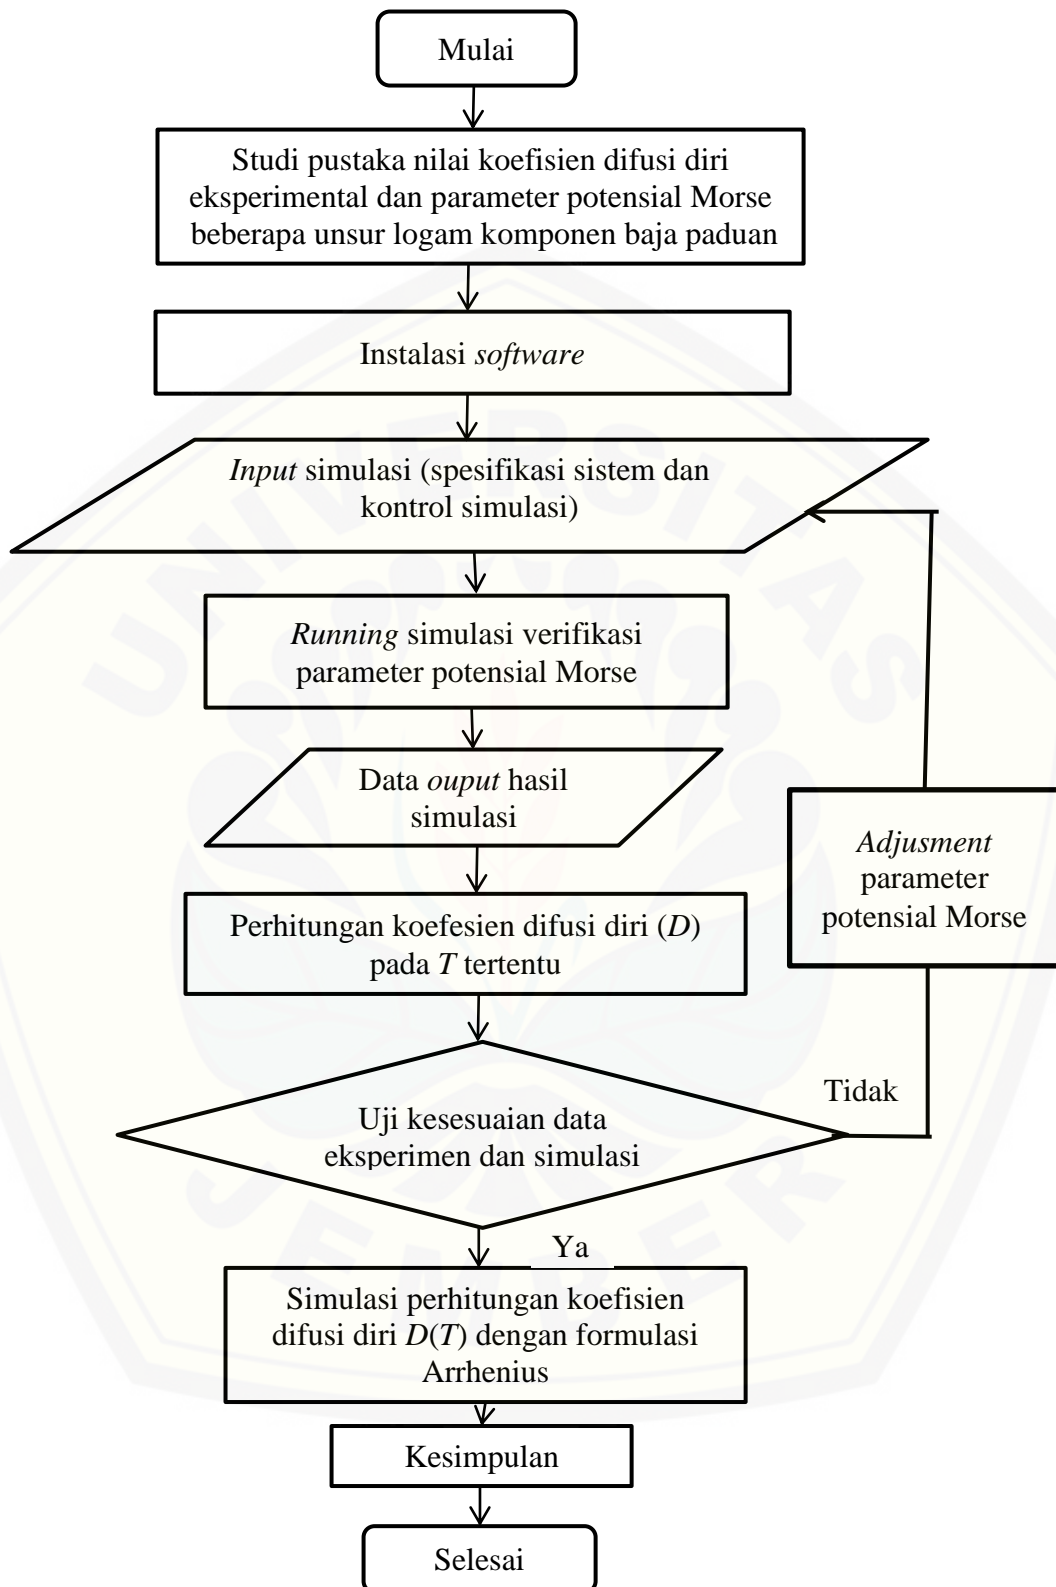 Mulai
Studi pustaka nilai koefisien difusi diri
eksperimental dan parameter potensial Morse
beberapa unsur logam komponen baja paduan
Instalasi software
Input simulasi (spesifikasi sistem dan
kontrol simulasi)
Running simulasi verifikasi
parameter potensial Morse
Data ouput hasil
simulasi
Adjusment
parameter
potensial Morse
Perhitungan koefesien difusi diri (D)
pada T tertentu
Tidak
Uji kesesuaian data
eksperimen dan simulasi
Ya
Simulasi perhitungan koefisien
difusi diri D(T) dengan formulasi
Arrhenius
Kesimpulan
Selesai
UNIVERSITAS
JEMBER